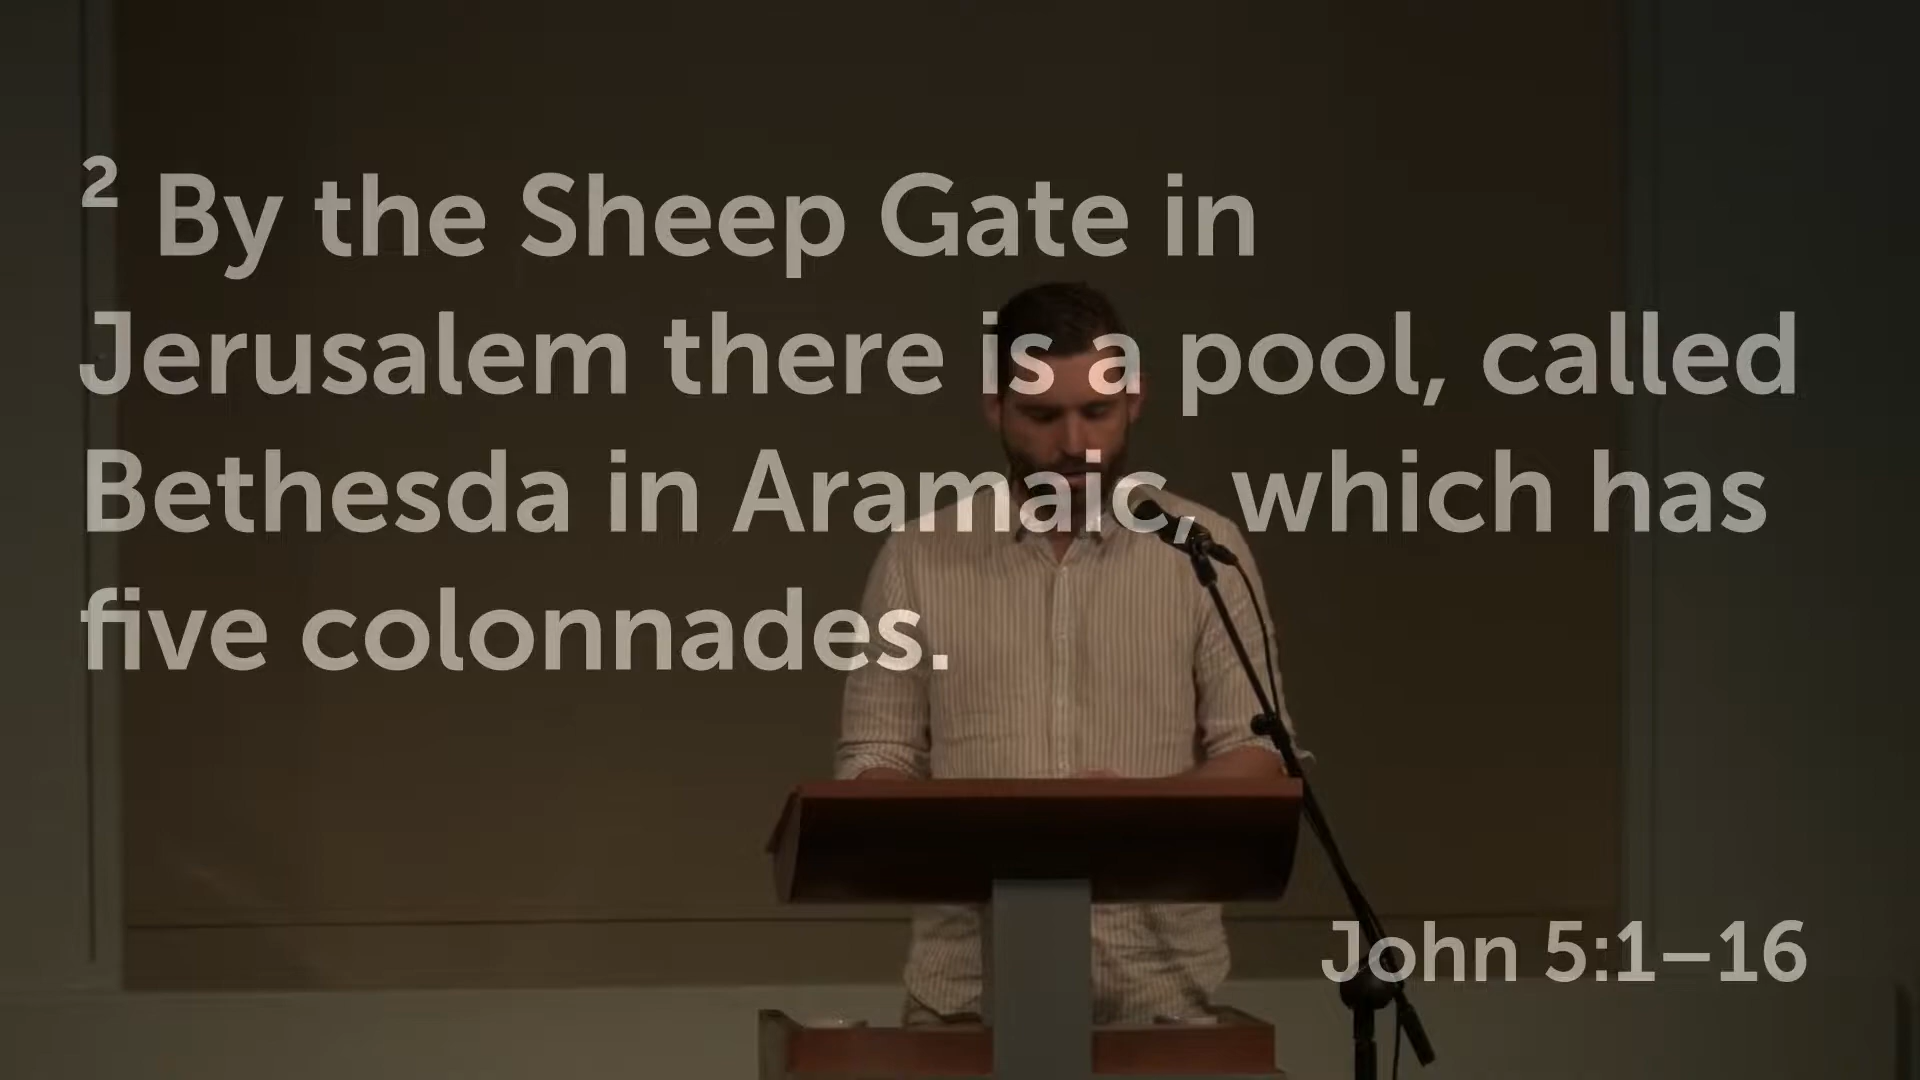 2 By the Sheep Gate in
Jerusalem there is a pool, called
Bethesda in Aramaic, which has
five colonnades.
John 5:1–16